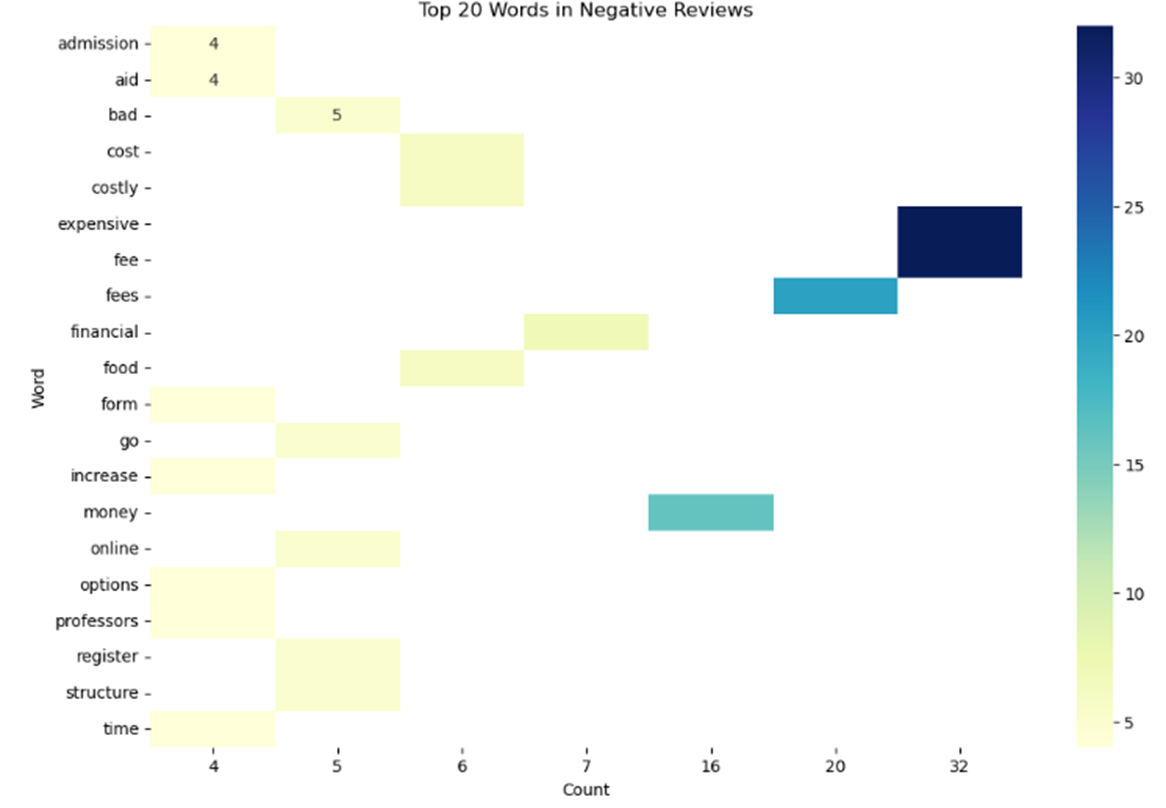 Top 20 Words in Negative Reviews
admission
4
aid
4
bad
5
cost
costly
expensive
fee
fees
financial
food
form
go
increase
money
online
options
professors
register
structure
time
Word
4 5 6 7 16 20 32
Count
30
25
20
15
10
5